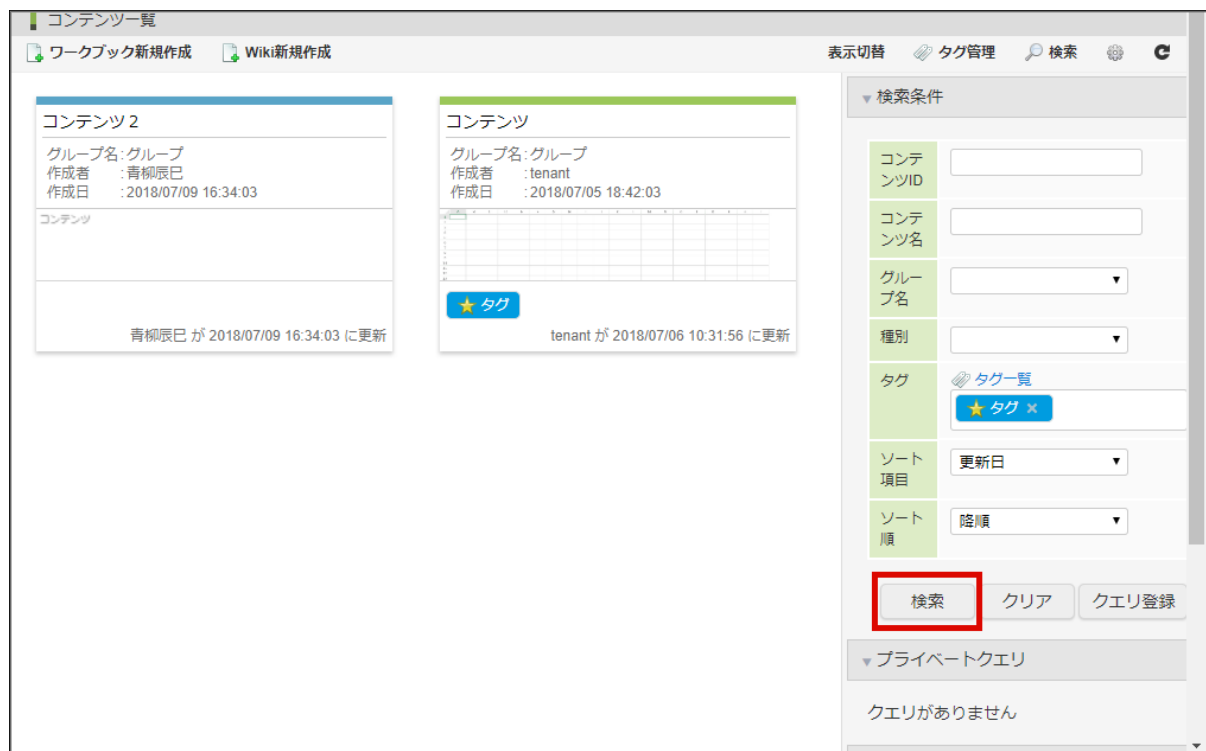 コンテンツ一覧
ワークブック新規作成 Wiki新規作成 表示切替 タグ管理 検索
コンテンツ2
グループ名:グループ
作成者 :青柳辰巳
作成日 :2018/07/09 16:34:03
コンテンツ
青柳辰巳 が 2018/07/09 16:34:03 に更新
コンテンツ
グループ名:グループ
作成者 :tenant
作成日 :2018/07/05 18:42:03
タグ
tenant が 2018/07/06 10:31:56 に更新
検索条件
コンテ
ンツID
コンテ
ンツ名
グルー
プ名
種別
タグ タグ一覧
タグ ×
ソート 更新日
項目
ソート 降順
順
検索 クリア クエリ登録
プライベートクエリ
クエリがありません